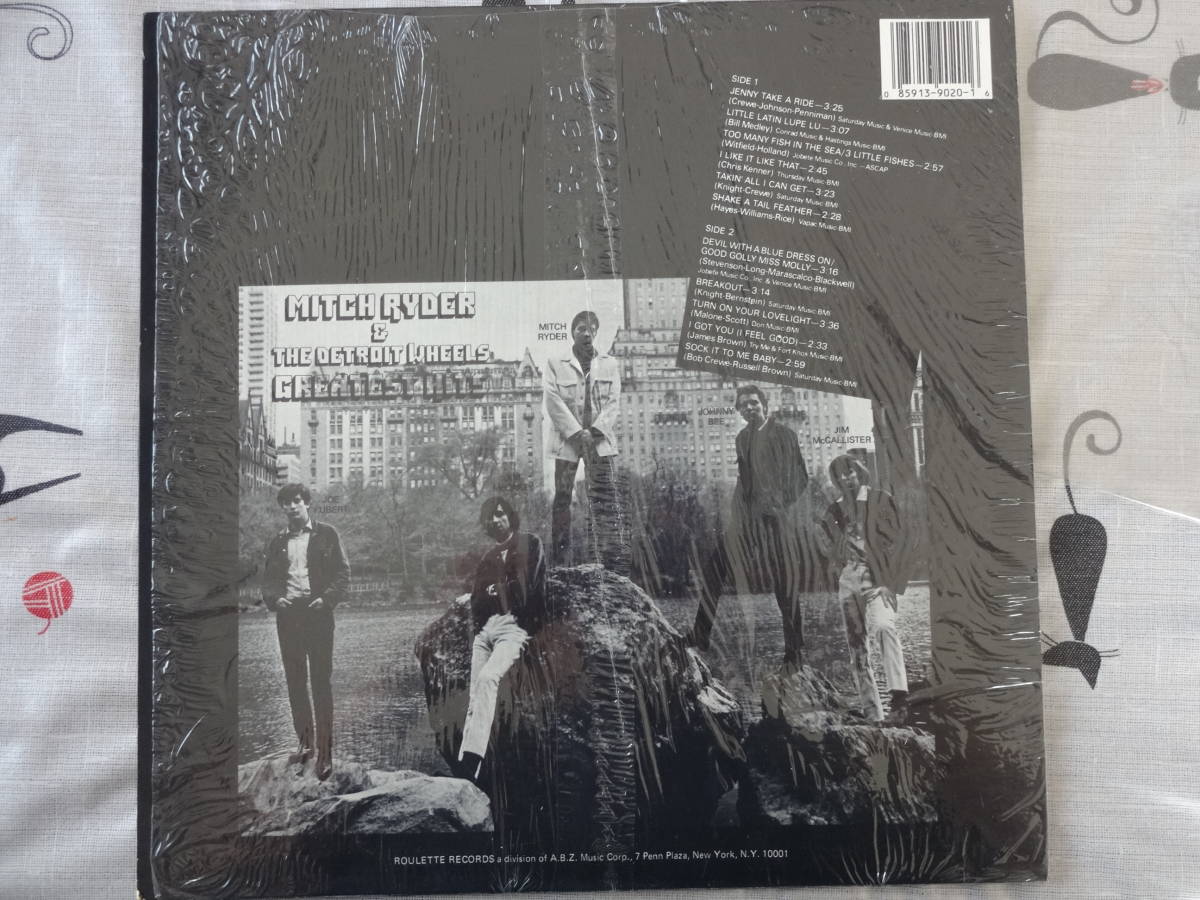 0 85913-9020-1 6
SIDE 1
JENNY TAKE A RIDE—3:25
(Crewe-Johnson-Penniman) Saturday Music & Venice Music-BMI
LITTLE LATIN LUPE LU—3:07
(Bill Medley) Conrad Music & Hastings Music-BMI
TOO MANY FISH IN THE SEA/3 LITTLE FISHES—2:57
(Witfield-Holland) Jobete Music Co., Inc.—ASCAP
I LIKE IT LIKE THAT—2:45
(Chris Kenner) Thursday Music-BMI
TAKIN' ALL I CAN GET—3:23
(Knight-Crewe) Saturday Music-BMI
SHAKE A TAIL FEATHER—2:28
(Hayes-Williams-Rice) Vapac Music-BMI
SIDE 2
DEVIL WITH A BLUE DRESS ON/
GOOD GOLLY MISS MOLLY—3:16
(Stevenson-Long-Marascalco-Blackwell)
Jobete Music Co., Inc. & Venice Music-BMI
BREAKOUT—3:14
(Knight-Bernstein) Saturday Music-BMI
TURN ON YOUR LOVELIGHT—3:36
(Malone-Scott) Don Music-BMI
I GOT YOU (I FEEL GOOD)—2:33
(James Brown) Try Me & Fort Knox Music-BMI
SOCK IT TO ME BABY—2:59
(Bob Crewe-Russell Brown) Saturday Music-BMI
MITCH RYDER
&
THE DETROIT WHEELS
GREATEST HITS
MITCH
RYDER
JOHNNY
BEE
JIM
McCALLISTER
JOE
ROULETTE RECORDS a division of A.B.Z. Music Corp., 7 Penn Plaza, New York, N.Y. 10001